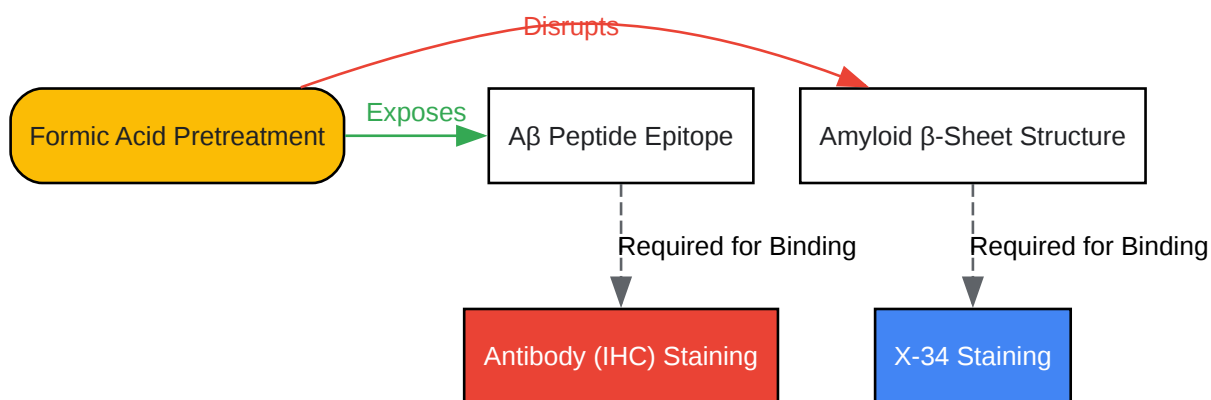 Disrupts
Exposes
Formic Acid Pretreatment
Aβ Peptide Epitope
Amyloid β-Sheet Structure
Required for Binding
Required for Binding
Antibody (IHC) Staining
X-34 Staining